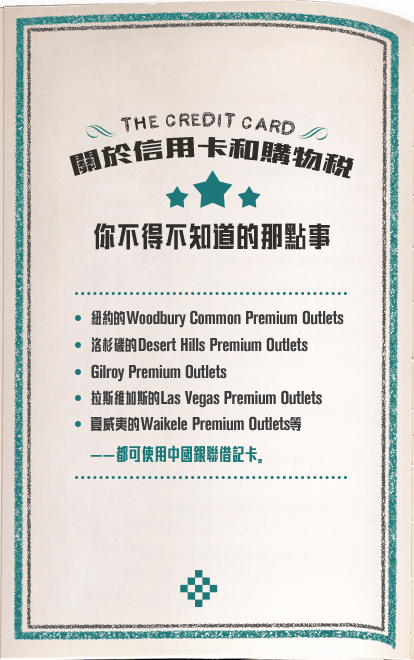 THE CREDIT CARD
關於信用卡和購物稅
你不得不知道的那點事
• 紐約的Woodbury Common Premium Outlets
• 洛杉磯的Desert Hills Premium Outlets
• Gilroy Premium Outlets
• 拉斯維加斯的Las Vegas Premium Outlets
• 夏威夷的Waikele Premium Outlets等
——都可使用中國銀聯借記卡。